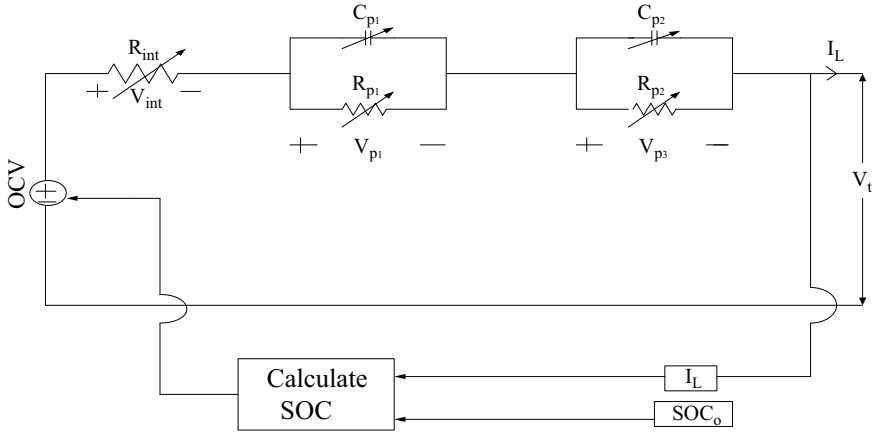 C_p1
C_p2
R_int
I_L
R_p1
R_p2
+ V_int −
+ V_p1 −
+ V_p3 −
V_t
OCV
+
−
Calculate
SOC
I_L
SOC_o